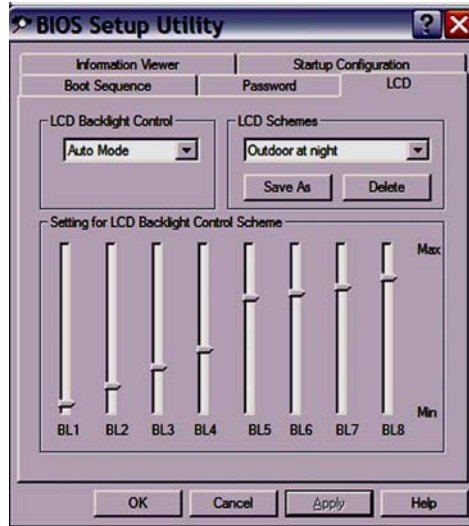 BIOS Setup Utility
Information Viewer
Startup Configuration
Boot Sequence
Password
LCD
LCD Backlight Control
LCD Schemes
Auto Mode
Outdoor at night
Save As
Delete
Setting for LCD Backlight Control Scheme
Max
Min
BL1 BL2 BL3 BL4 BL5 BL6 BL7 BL8
OK
Cancel
Apply
Help